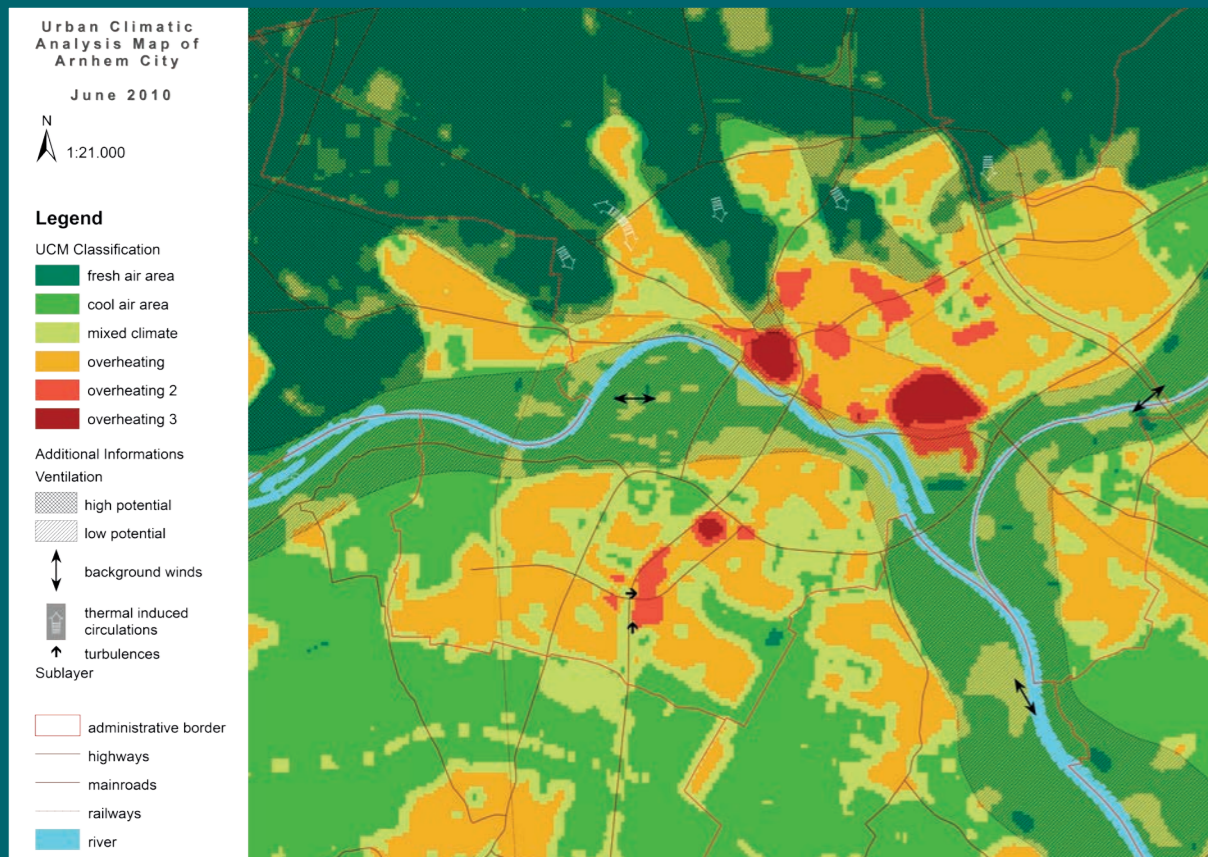 Urban Climatic
Analysis Map of
Arnhem City
June 2010
N
1:21.000
Legend
UCM Classification
fresh air area
cool air area
mixed climate
overheating
overheating 2
overheating 3
Additional Informations
Ventilation
high potential
low potential
background winds
thermal induced
circulations
turbulences
Sublayer
administrative border
highways
mainroads
railways
river